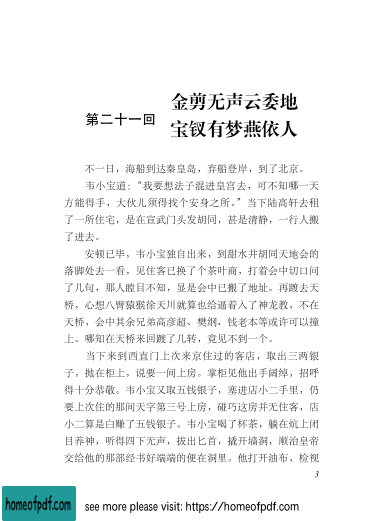 第二十一回
金剪无声云委地
宝钗有梦燕依人
不一日，海船到达秦皇岛，弃船登岸，到了北京。
韦小宝道：“我要想法子混进皇宫去，可不知哪一天
方能得手，大伙儿须得找个安身之所。”当下陆高轩去租
了一所住宅，是在宣武门头发胡同，甚是清静，一行人搬
了进去。
安顿已毕，韦小宝独自出来，到甜水井胡同天地会的
落脚处去一看，见住客已换了个茶叶商，打着会中切口问
了几句，那人瞠目不知，显是会中已搬了地址。再踱去天
桥，心想八臂猿猴徐天川就算也给逼着入了神龙教，不在
天桥，会中其余兄弟高彦超、樊纲、钱老本等或许可以撞
上。哪知在天桥来回踱了几转，竟见不到一个。
当下来到西直门上次来京住过的客店，取出三两银
子，抛在柜上，说要一间上房。掌柜见他出手阔绰，招呼
得十分恭敬。韦小宝又取五钱银子，塞进店小二手里，仍
要上次住的那间天字第三号上房，碰巧这房并无住客，店
小二算是白赚了五钱银子。韦小宝喝了杯茶，躺在炕上闭
目养神，听得四下无声，拔出匕首，撬开墙洞，顺治皇帝
交给他的那部经书好端端的便在洞里。他打开油布，检视
3
homeofpdf.com
see more please visit: https://homeofpdf.com